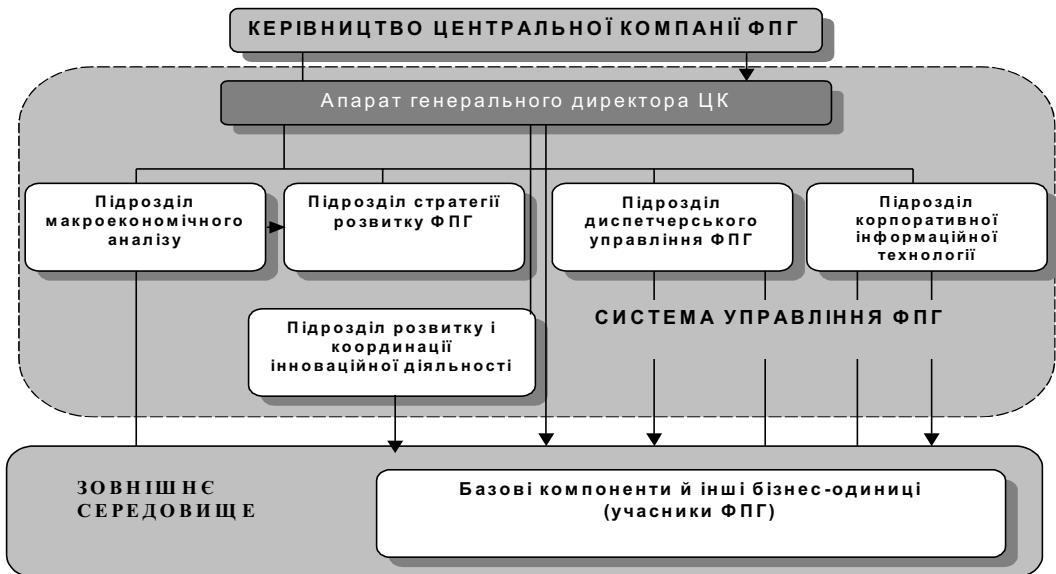 КЕРІВНИЦТВО ЦЕНТРАЛЬНОЇ КОМПАНІЇ ФПГ
Апарат генерального директора ЦК
Підрозділ
макроекономічного
аналізу
Підрозділ стратегії
розвитку ФПГ
Підрозділ
диспетчерського
управління ФПГ
Підрозділ
корпоративної
інформаційної
технології
СИСТЕМА УПРАВЛІННЯ ФПГ
Підрозділ розвитку і
координації
інноваційної діяльності
ЗОВНІШНЄ
СЕРЕДОВИЩЕ
Базові компоненти й інші бізнес-одиниці
(учасники ФПГ)